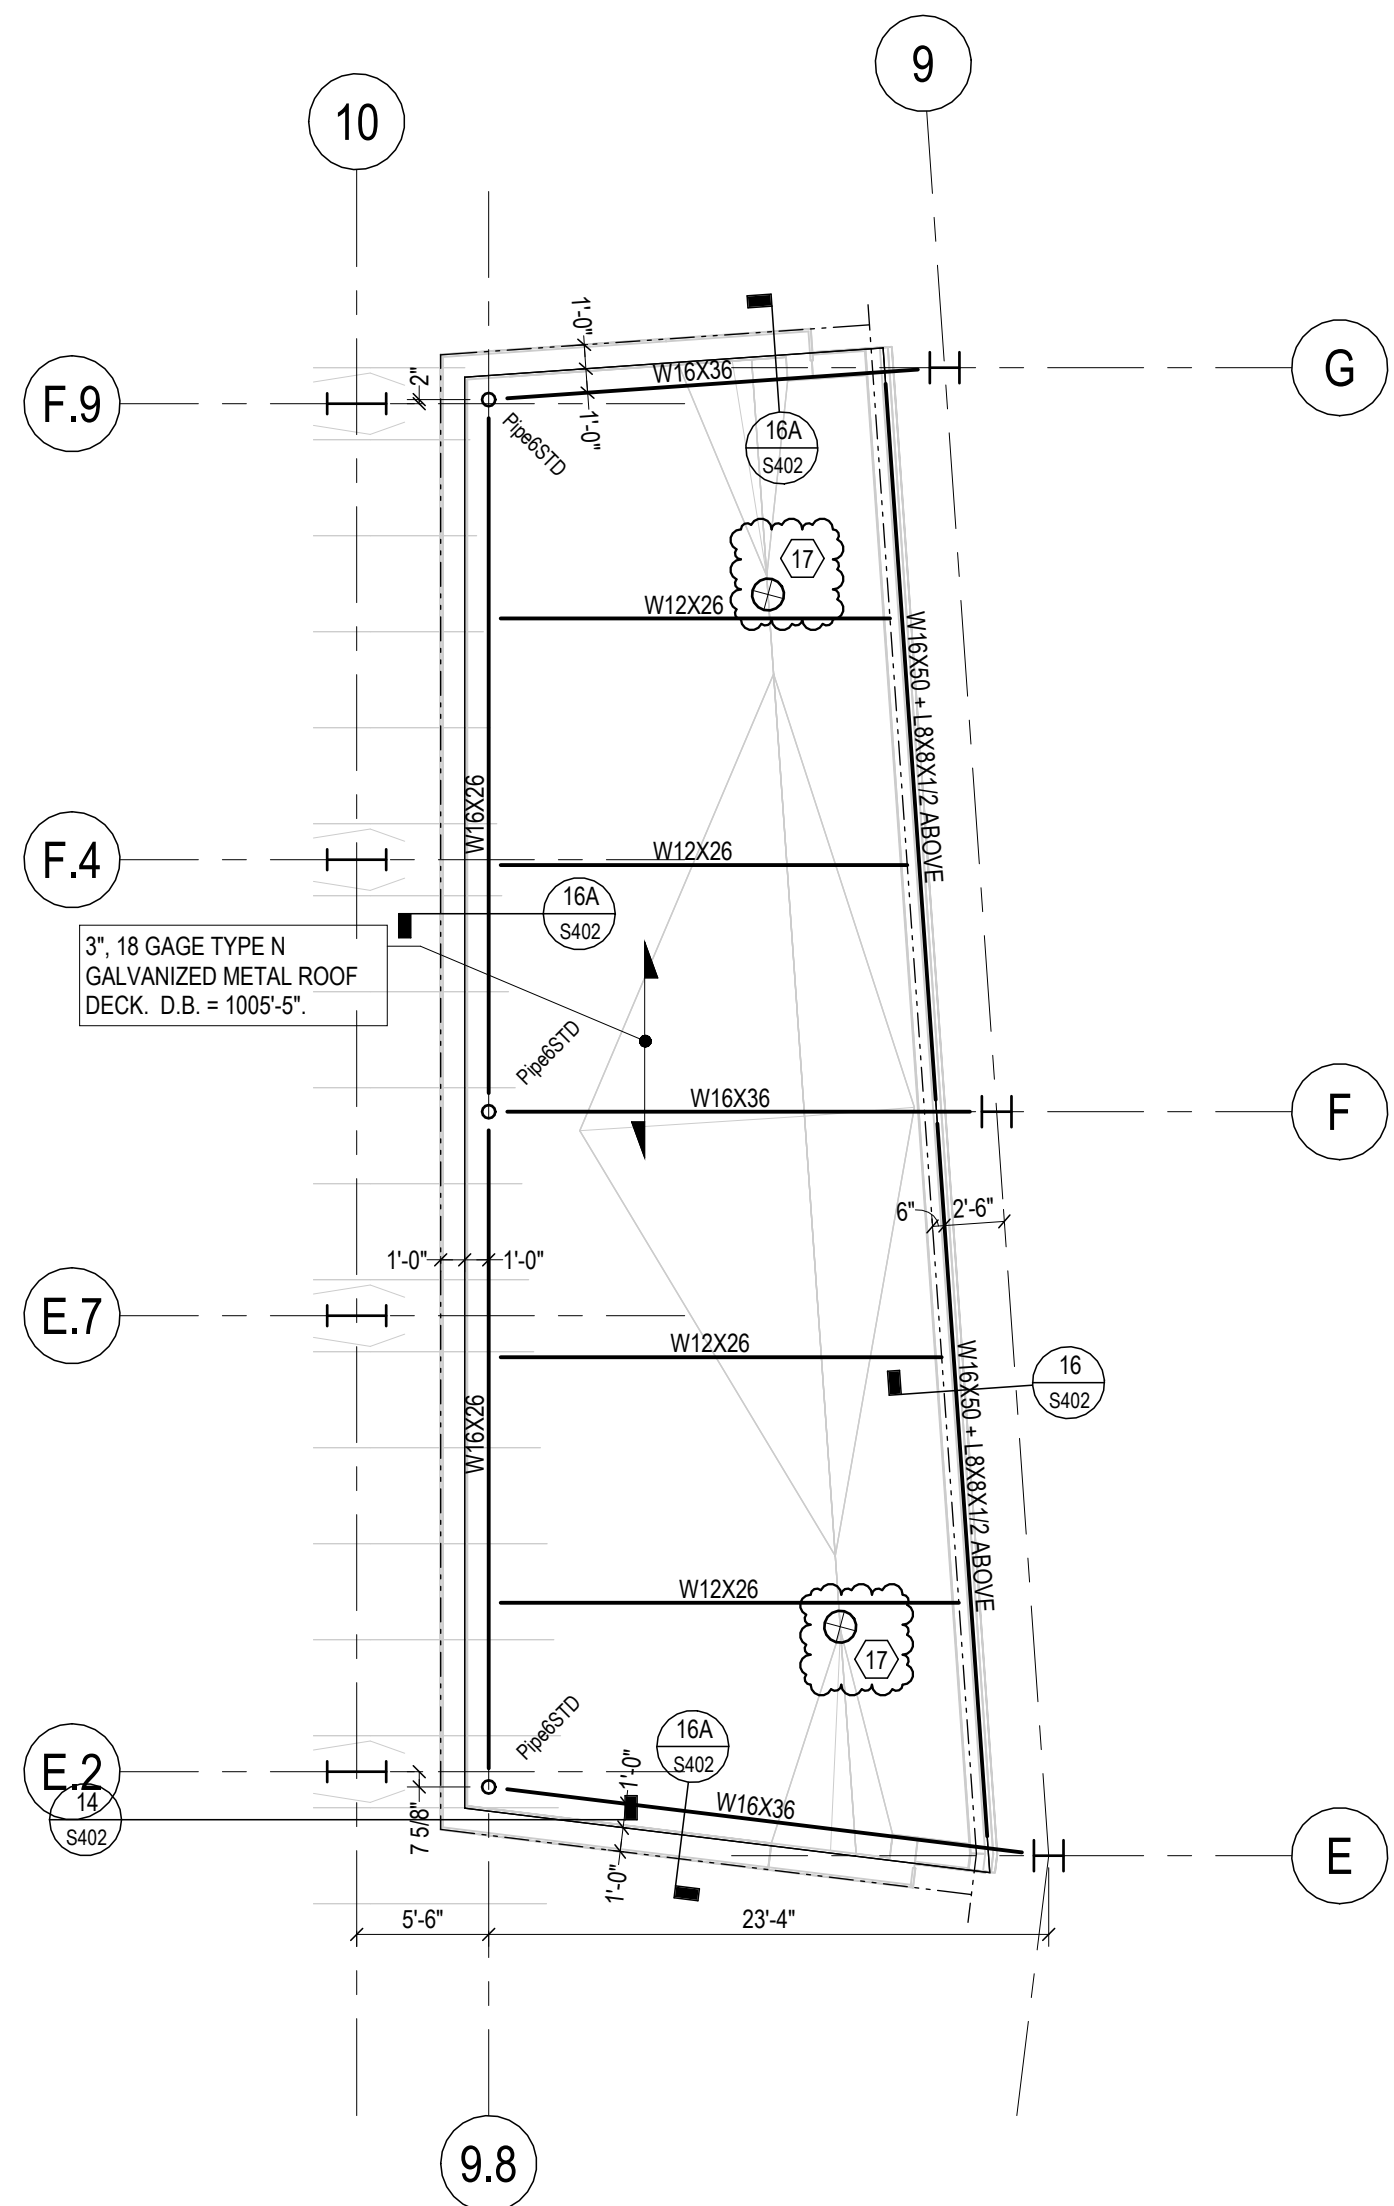 9
10
G
F.9
1'-0"
2"
W16X36
1'-0"
Pipe6STD
16A
S402
17
W12X26
W16X50 + L8X8X1/2 ABOVE
W16X26
F.4
W12X26
16A
S402
3", 18 GAGE TYPE N
GALVANIZED METAL ROOF
DECK. D.B. = 1005'-5".
Pipe6STD
W16X36
F
6"
2'-6"
1'-0"
1'-0"
E.7
W12X26
16
S402
W16X50 + L8X8X1/2 ABOVE
W16X26
W12X26
17
Pipe6STD
16A
S402
E.2
14
S402
7 5/8"
1'-0"
W16X36
1'-0"
E
5'-6"
23'-4"
9.8